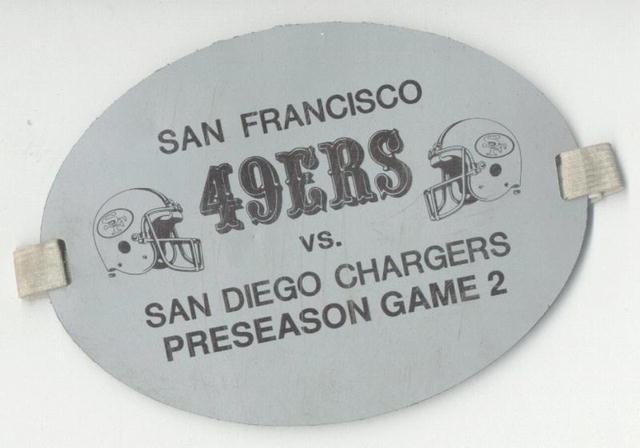 SAN FRANCISCO
49ERS
VS.
SAN DIEGO CHARGERS
PRESEASON GAME 2